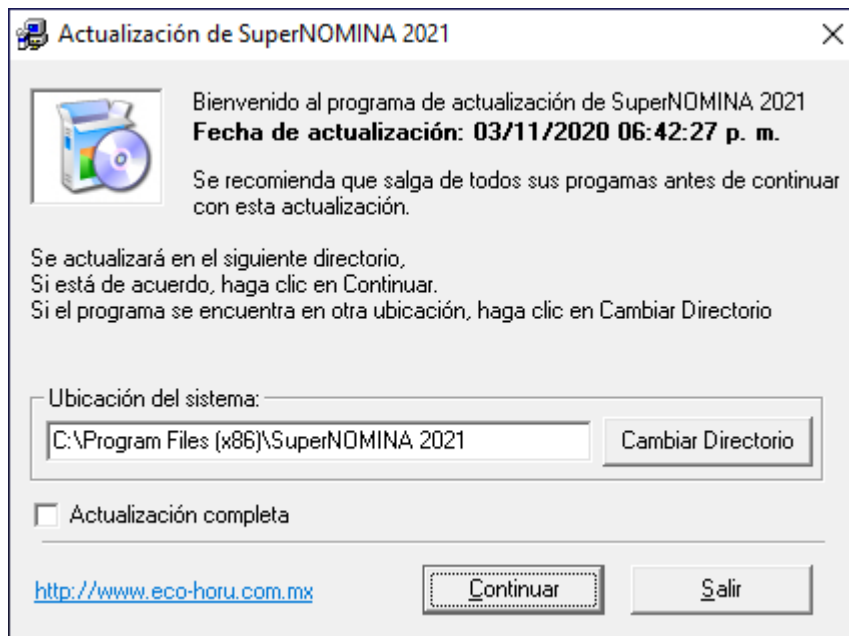 Actualización de SuperNOMINA 2021
Bienvenido al programa de actualización de SuperNOMINA 2021
Fecha de actualización: 03/11/2020 06:42:27 p. m.
Se recomienda que salga de todos sus progamas antes de continuar
con esta actualización.
Se actualizará en el siguiente directorio,
Si está de acuerdo, haga clic en Continuar.
Si el programa se encuentra en otra ubicación, haga clic en Cambiar Directorio
Ubicación del sistema:
C:\Program Files (x86)\SuperNOMINA 2021
Cambiar Directorio
Actualización completa
http://www.eco-horu.com.mx
Continuar
Salir